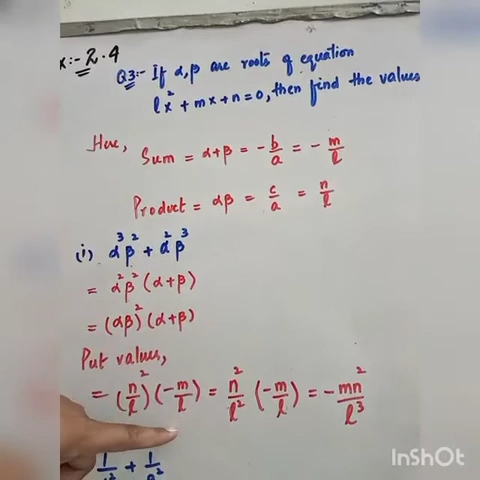 x:- 2.4
Q3:- If α,β are roots of equation
lx²+mx+n=0, then find the values
Here, Sum = α+β = -b/a = -m/l
Product = αβ = c/a = n/l
(i) α³β²+α²β³
= α²β²(α+β)
= (αβ)²(α+β)
Put values,
= (n/l)²(-m/l) = n²/l²(-m/l) = -mn²/l³
InShOt